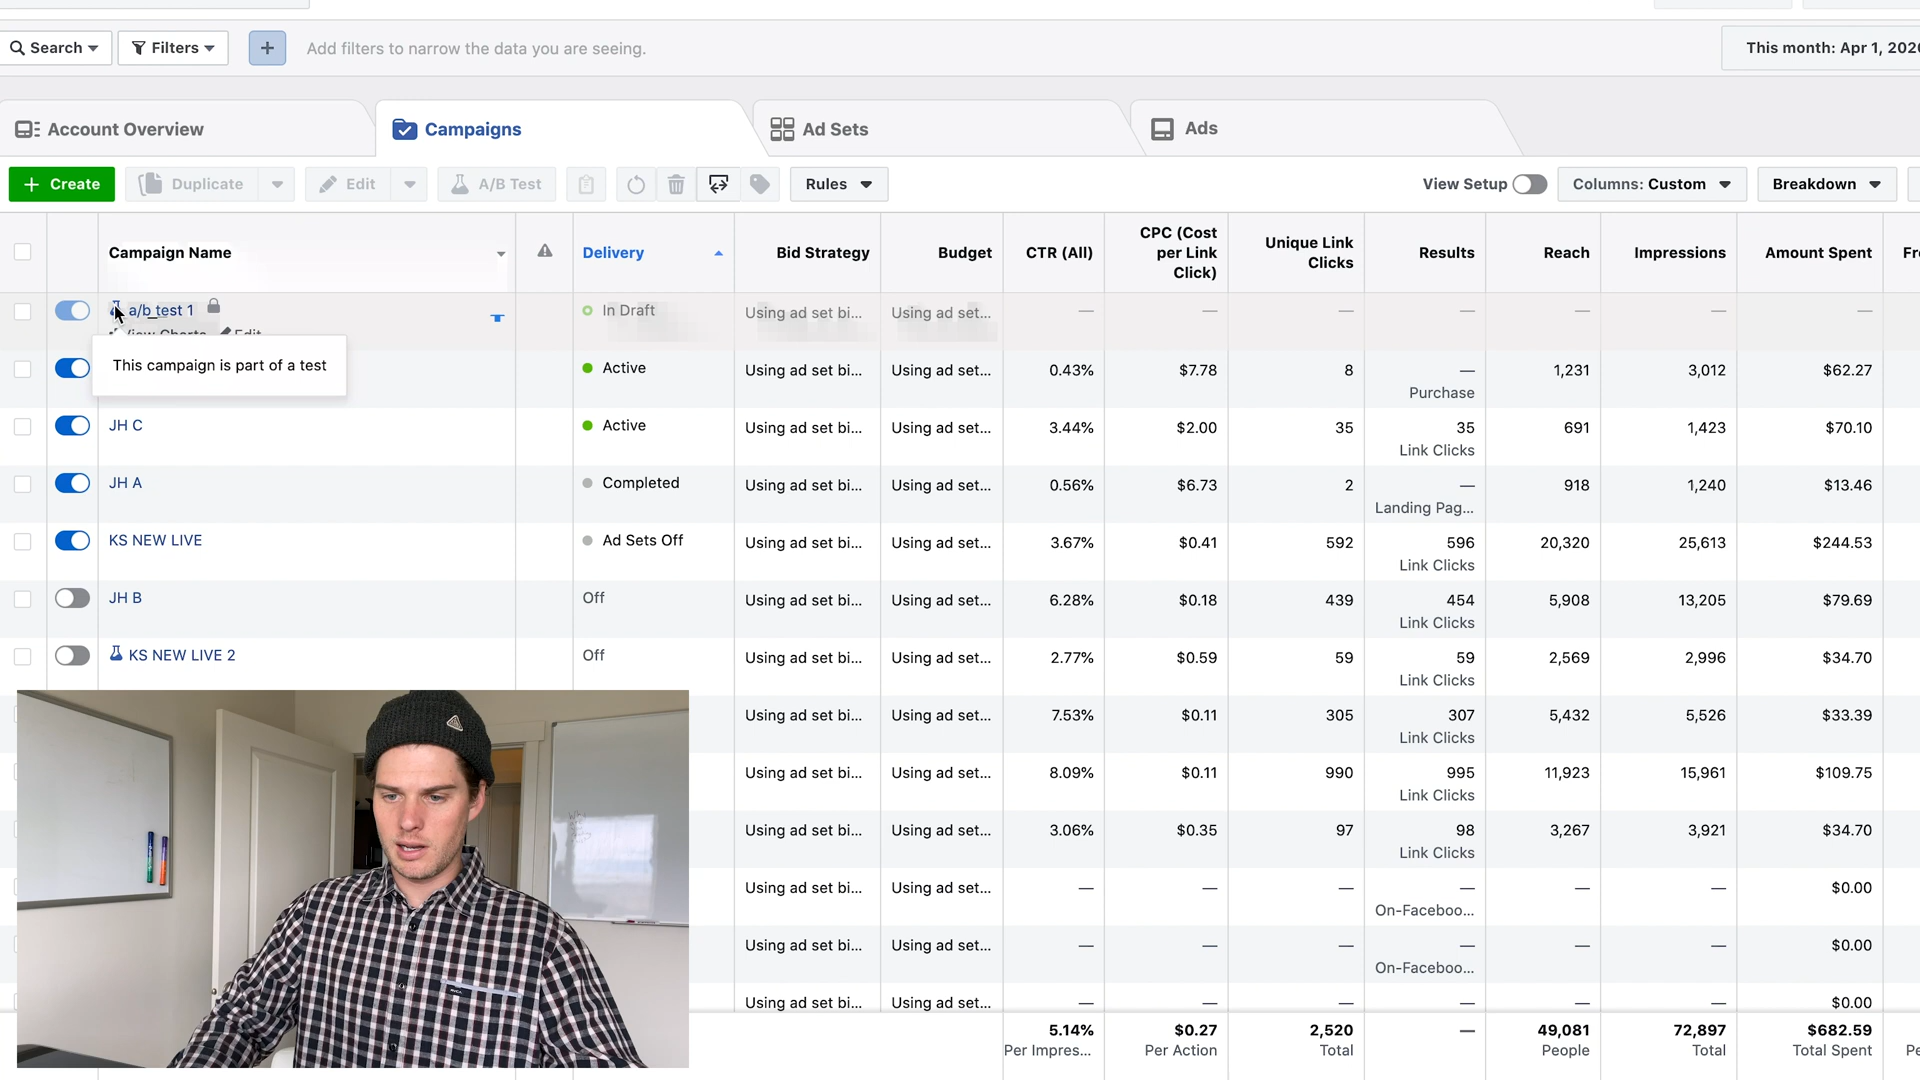 Search
Filters
Add filters to narrow the data you are seeing.
This month: Apr 1, 202
Account Overview
Campaigns
Ad Sets
Ads
+ Create
Duplicate
Edit
A/B Test
Rules
View Setup
Columns: Custom
Breakdown
Campaign Name
Delivery
Bid Strategy
Budget
CTR (All)
CPC (Cost
per Link
Click)
Unique Link
Clicks
Results
Reach
Impressions
Amount Spent
Fr
a/b test 1 In Draft Using ad set bi... Using ad set... — — — — — — —
View Charts Edit
This campaign is part of a test
Active Using ad set bi... Using ad set... 0.43% $7.78 8 — 1,231 3,012 $62.27
Purchase
JH C Active Using ad set bi... Using ad set... 3.44% $2.00 35 35 691 1,423 $70.10
Link Clicks
JH A Completed Using ad set bi... Using ad set... 0.56% $6.73 2 — 918 1,240 $13.46
Landing Pag...
KS NEW LIVE Ad Sets Off Using ad set bi... Using ad set... 3.67% $0.41 592 596 20,320 25,613 $244.53
Link Clicks
JH B Off Using ad set bi... Using ad set... 6.28% $0.18 439 454 5,908 13,205 $79.69
Link Clicks
KS NEW LIVE 2 Off Using ad set bi... Using ad set... 2.77% $0.59 59 59 2,569 2,996 $34.70
Link Clicks
Using ad set bi... Using ad set... 7.53% $0.11 305 307 5,432 5,526 $33.39
Link Clicks
Using ad set bi... Using ad set... 8.09% $0.11 990 995 11,923 15,961 $109.75
Link Clicks
Using ad set bi... Using ad set... 3.06% $0.35 97 98 3,267 3,921 $34.70
Link Clicks
Using ad set bi... Using ad set... — — — — — — $0.00
On-Faceboo...
Using ad set bi... Using ad set... — — — — — — $0.00
On-Faceboo...
Using ad set bi... Using ad set... — — — — — — $0.00
5.14% $0.27 2,520 — 49,081 72,897 $682.59
Per Impres... Per Action Total People Total Total Spent Pe